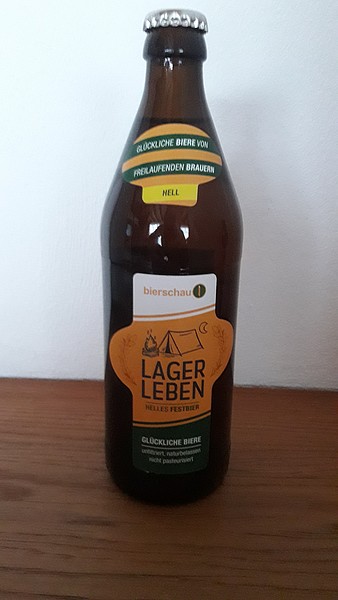 GLÜCKLICHE BIERE VON
FREILAUFENDEN BRAUERN
HELL
bierschau
LAGER
LEBEN
HELLES FESTBIER
GLÜCKLICHE BIERE
unfiltriert, naturbelassen
nicht pasteurisiert